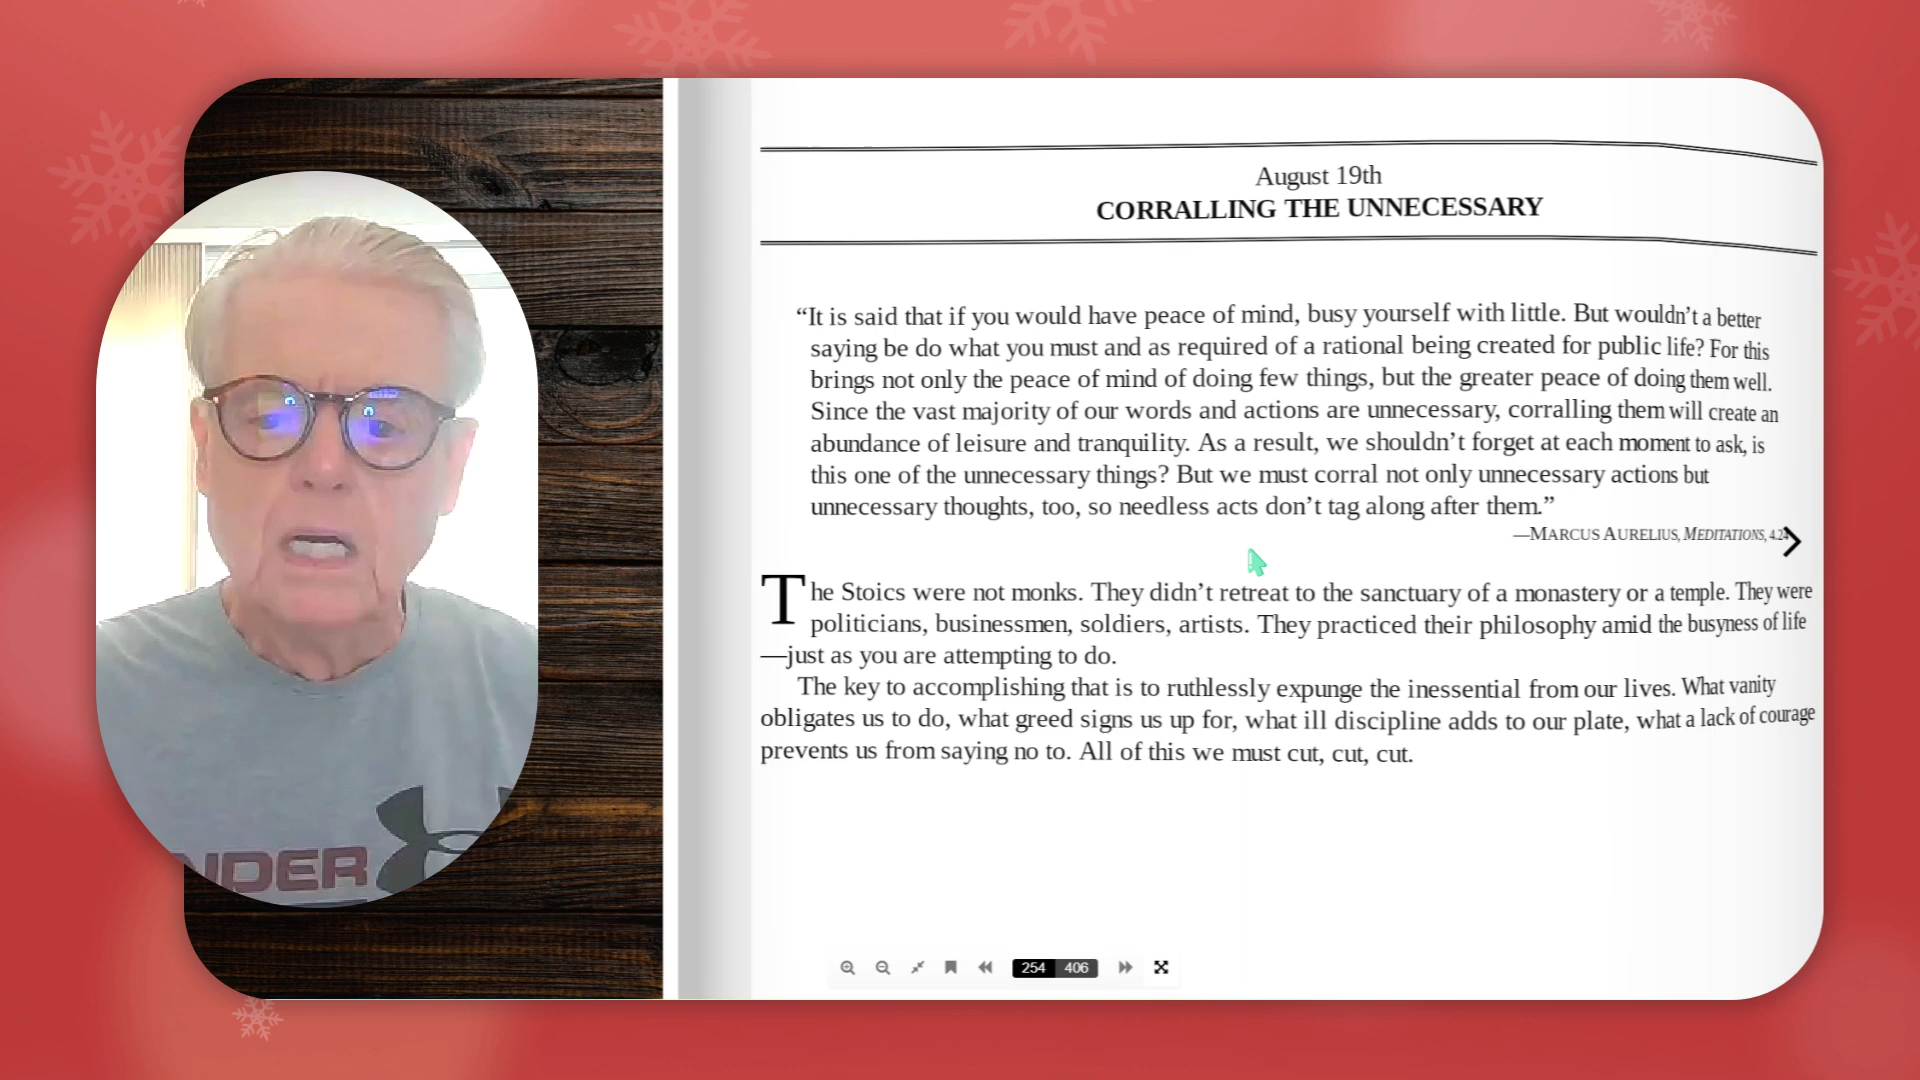 August 19th
CORRALLING THE UNNECESSARY
“It is said that if you would have peace of mind, busy yourself with little. But wouldn’t a better
saying be do what you must and as required of a rational being created for public life? For this
brings not only the peace of mind of doing few things, but the greater peace of doing them well.
Since the vast majority of our words and actions are unnecessary, corralling them will create an
abundance of leisure and tranquility. As a result, we shouldn’t forget at each moment to ask, is
this one of the unnecessary things? But we must corral not only unnecessary actions but
unnecessary thoughts, too, so needless acts don’t tag along after them.”
—MARCUS AURELIUS, MEDITATIONS, 4.24
The Stoics were not monks. They didn’t retreat to the sanctuary of a monastery or a temple. They were
politicians, businessmen, soldiers, artists. They practiced their philosophy amid the busyness of life
—just as you are attempting to do.
The key to accomplishing that is to ruthlessly expunge the inessential from our lives. What vanity
obligates us to do, what greed signs us up for, what ill discipline adds to our plate, what a lack of courage
prevents us from saying no to. All of this we must cut, cut, cut.
254 406
NDER